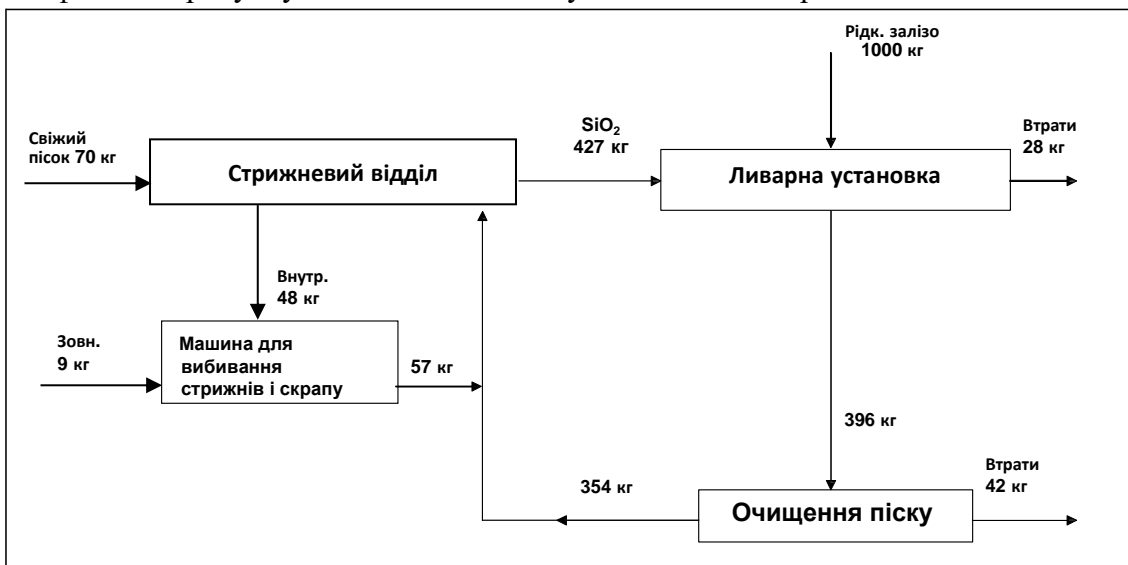 Рідк. залізо
1000 кг
Свіжий
пісок 70 кг
Стрижневий відділ
SiO₂
427 кг
Ливарна установка
Втрати
28 кг
Внутр.
48 кг
Зовн.
9 кг
Машина для
вибивання
стрижнів і скрапу
57 кг
396 кг
354 кг
Очищення піску
Втрати
42 кг